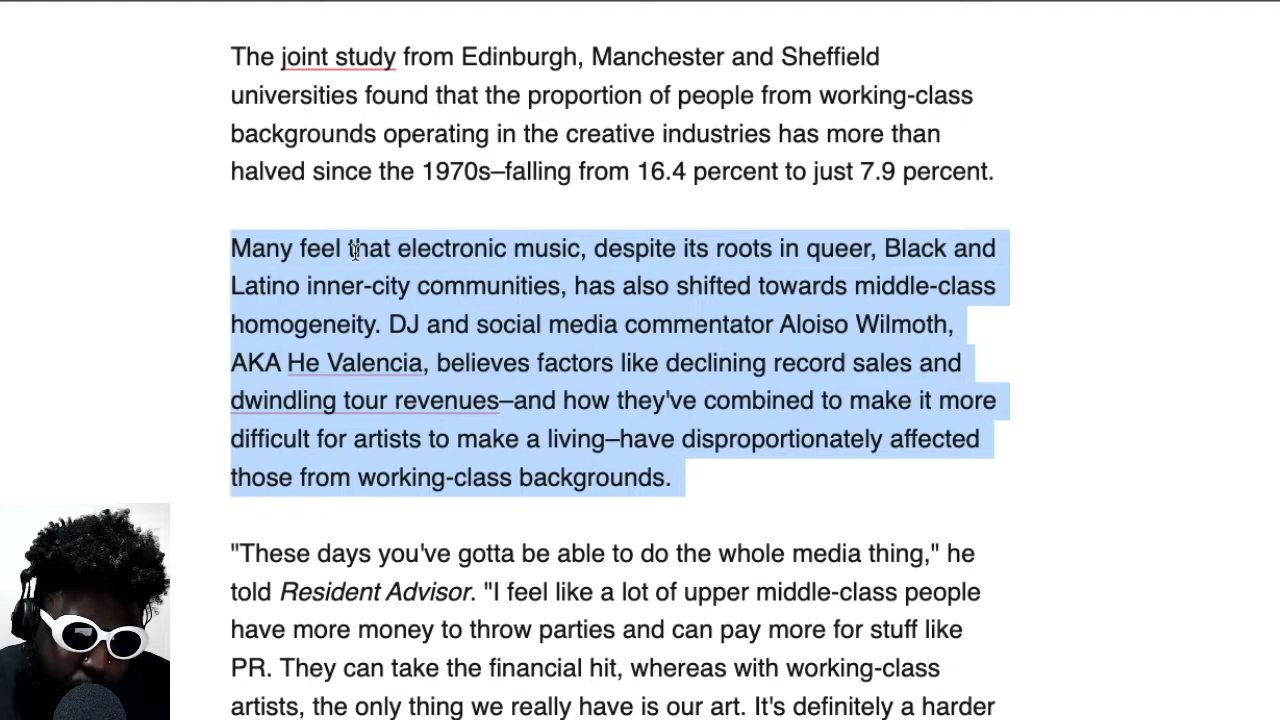 The joint study from Edinburgh, Manchester and Sheffield
universities found that the proportion of people from working-class
backgrounds operating in the creative industries has more than
halved since the 1970s–falling from 16.4 percent to just 7.9 percent.
Many feel that electronic music, despite its roots in queer, Black and
Latino inner-city communities, has also shifted towards middle-class
homogeneity. DJ and social media commentator Aloiso Wilmoth,
AKA He Valencia, believes factors like declining record sales and
dwindling tour revenues–and how they've combined to make it more
difficult for artists to make a living–have disproportionately affected
those from working-class backgrounds.
"These days you've gotta be able to do the whole media thing," he
told Resident Advisor. "I feel like a lot of upper middle-class people
have more money to throw parties and can pay more for stuff like
PR. They can take the financial hit, whereas with working-class
artists, the only thing we really have is our art. It's definitely a harder